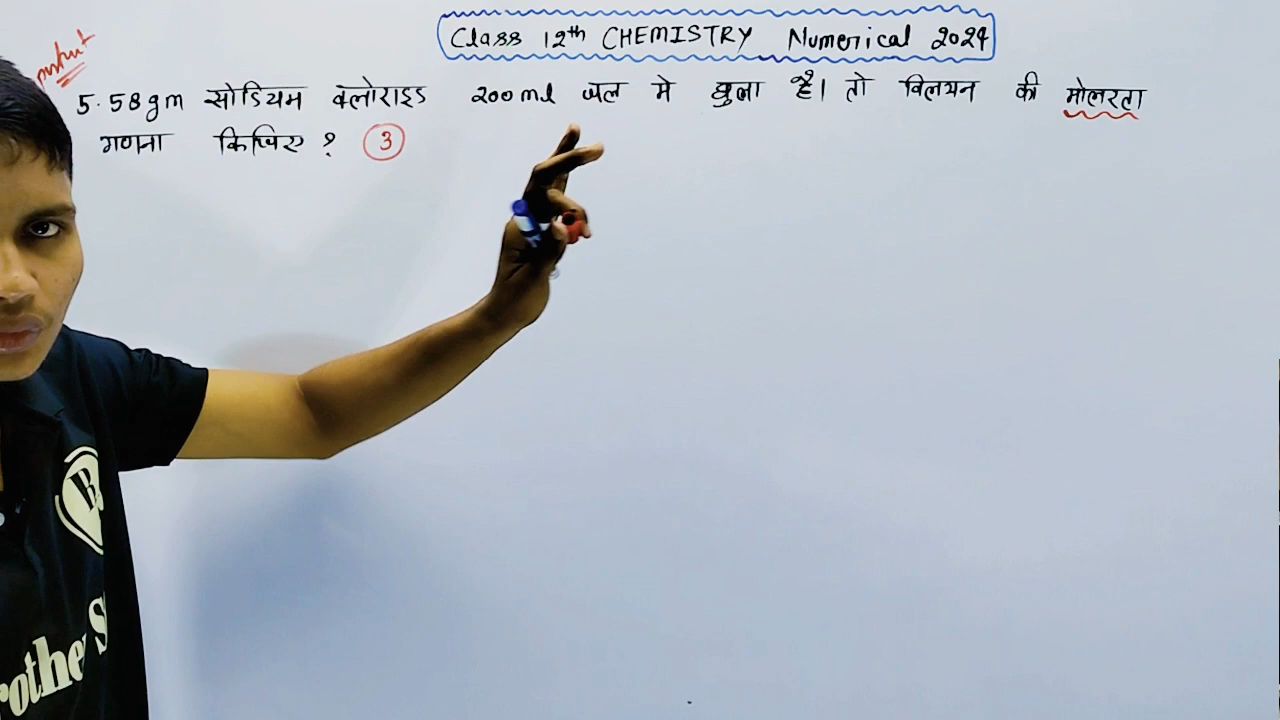 Class 12th CHEMISTRY Numerical 2024
5.58gm सोडियम क्लोराइड 200ml जल मे घुला है। तो विलयन की मोलरता
गणना किजिए ? 3